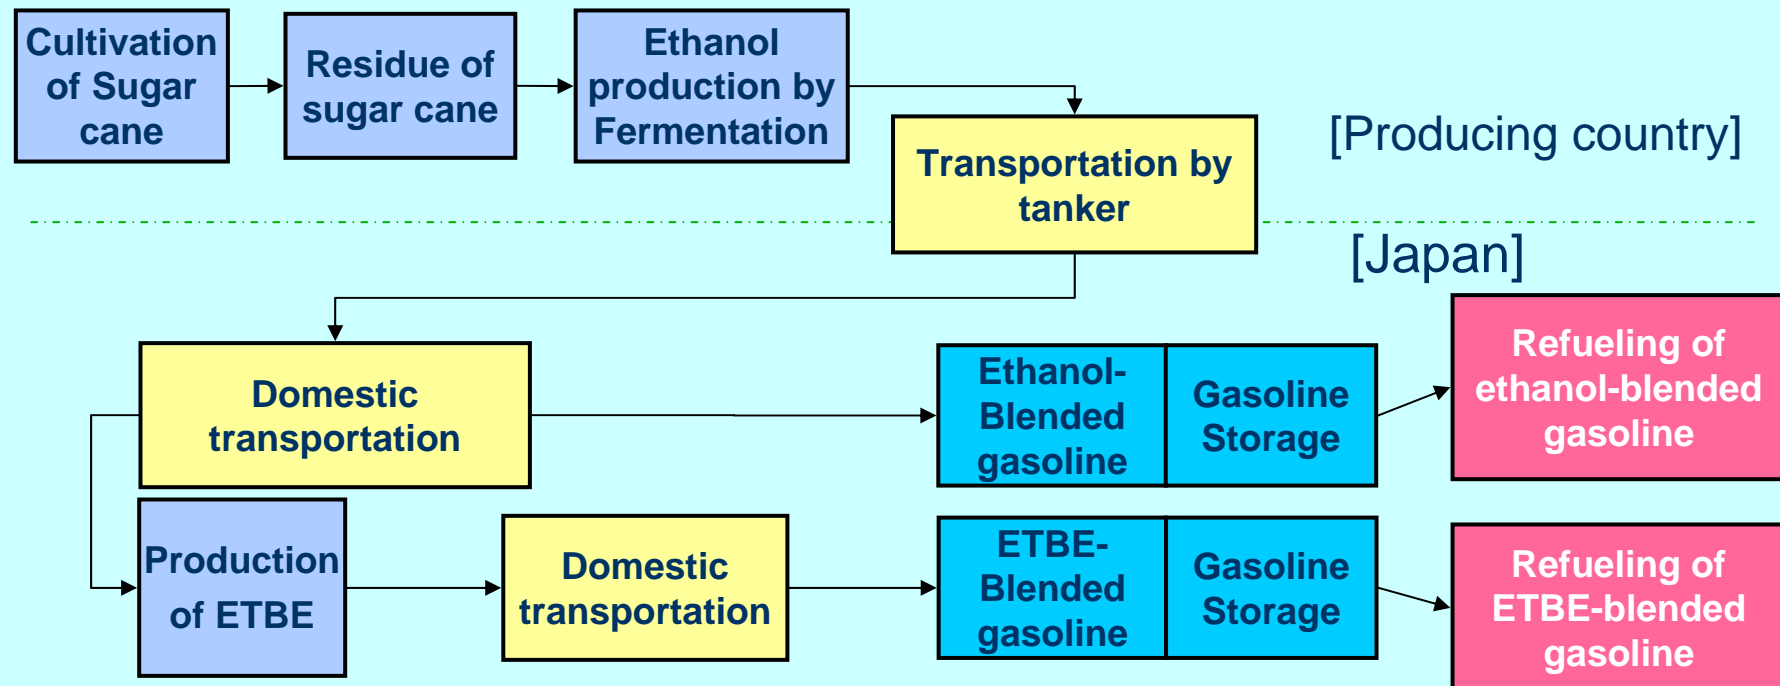 Cultivation
of Sugar
cane
Residue of
sugar cane
Ethanol
production by
Fermentation
Transportation by
tanker
[Producing country]
[Japan]
Domestic
transportation
Ethanol-
Blended
gasoline
Gasoline
Storage
Refueling of
ethanol-blended
gasoline
Production
of ETBE
Domestic
transportation
ETBE-
Blended
gasoline
Gasoline
Storage
Refueling of
ETBE-blended
gasoline